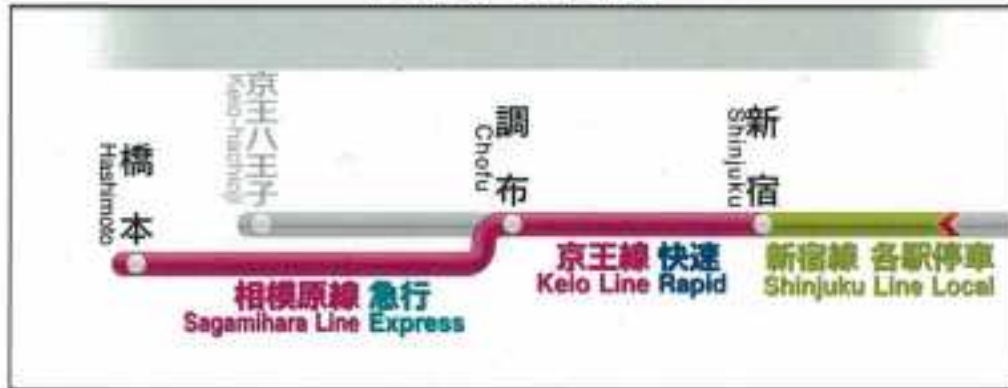 京王八王子
Keio-hachioji
橋本
Hashimoto
調布
Chofu
新宿
Shinjuku
相模原線 急行
Sagamihara Line Express
京王線 快速
Keio Line Rapid
新宿線 各駅停車
Shinjuku Line Local